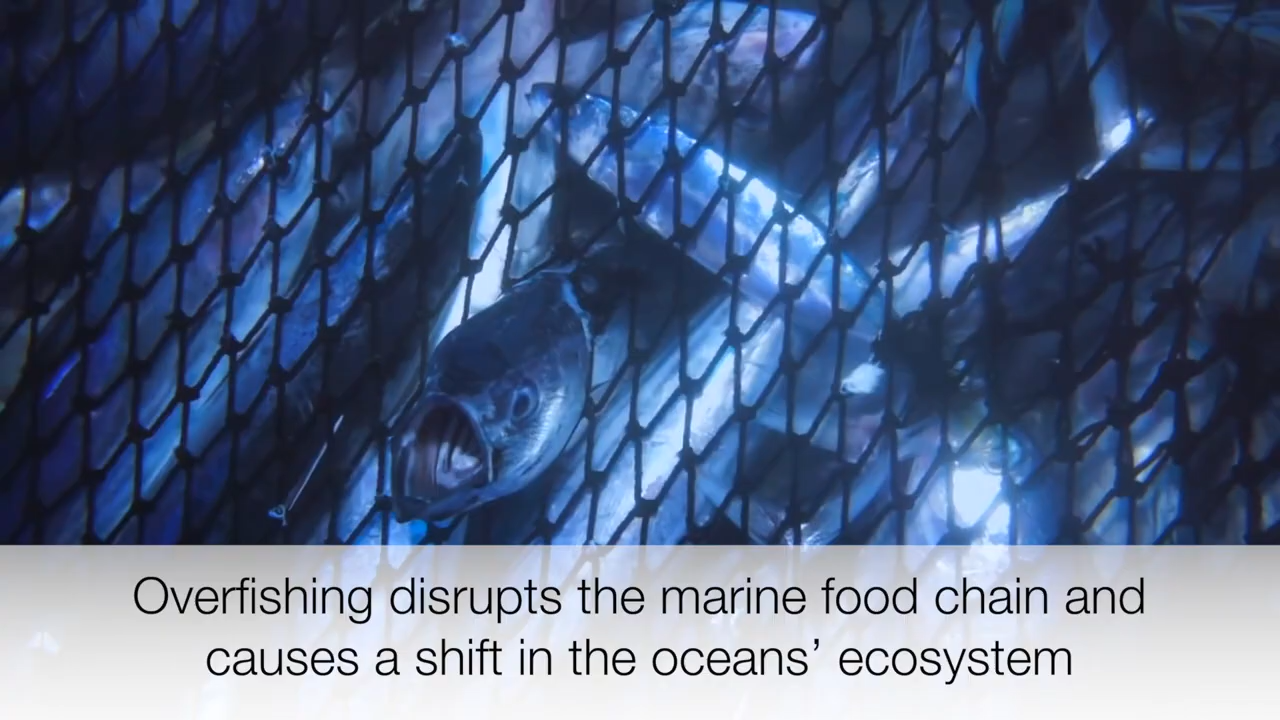 Overfishing disrupts the marine food chain and
causes a shift in the oceans’ ecosystem